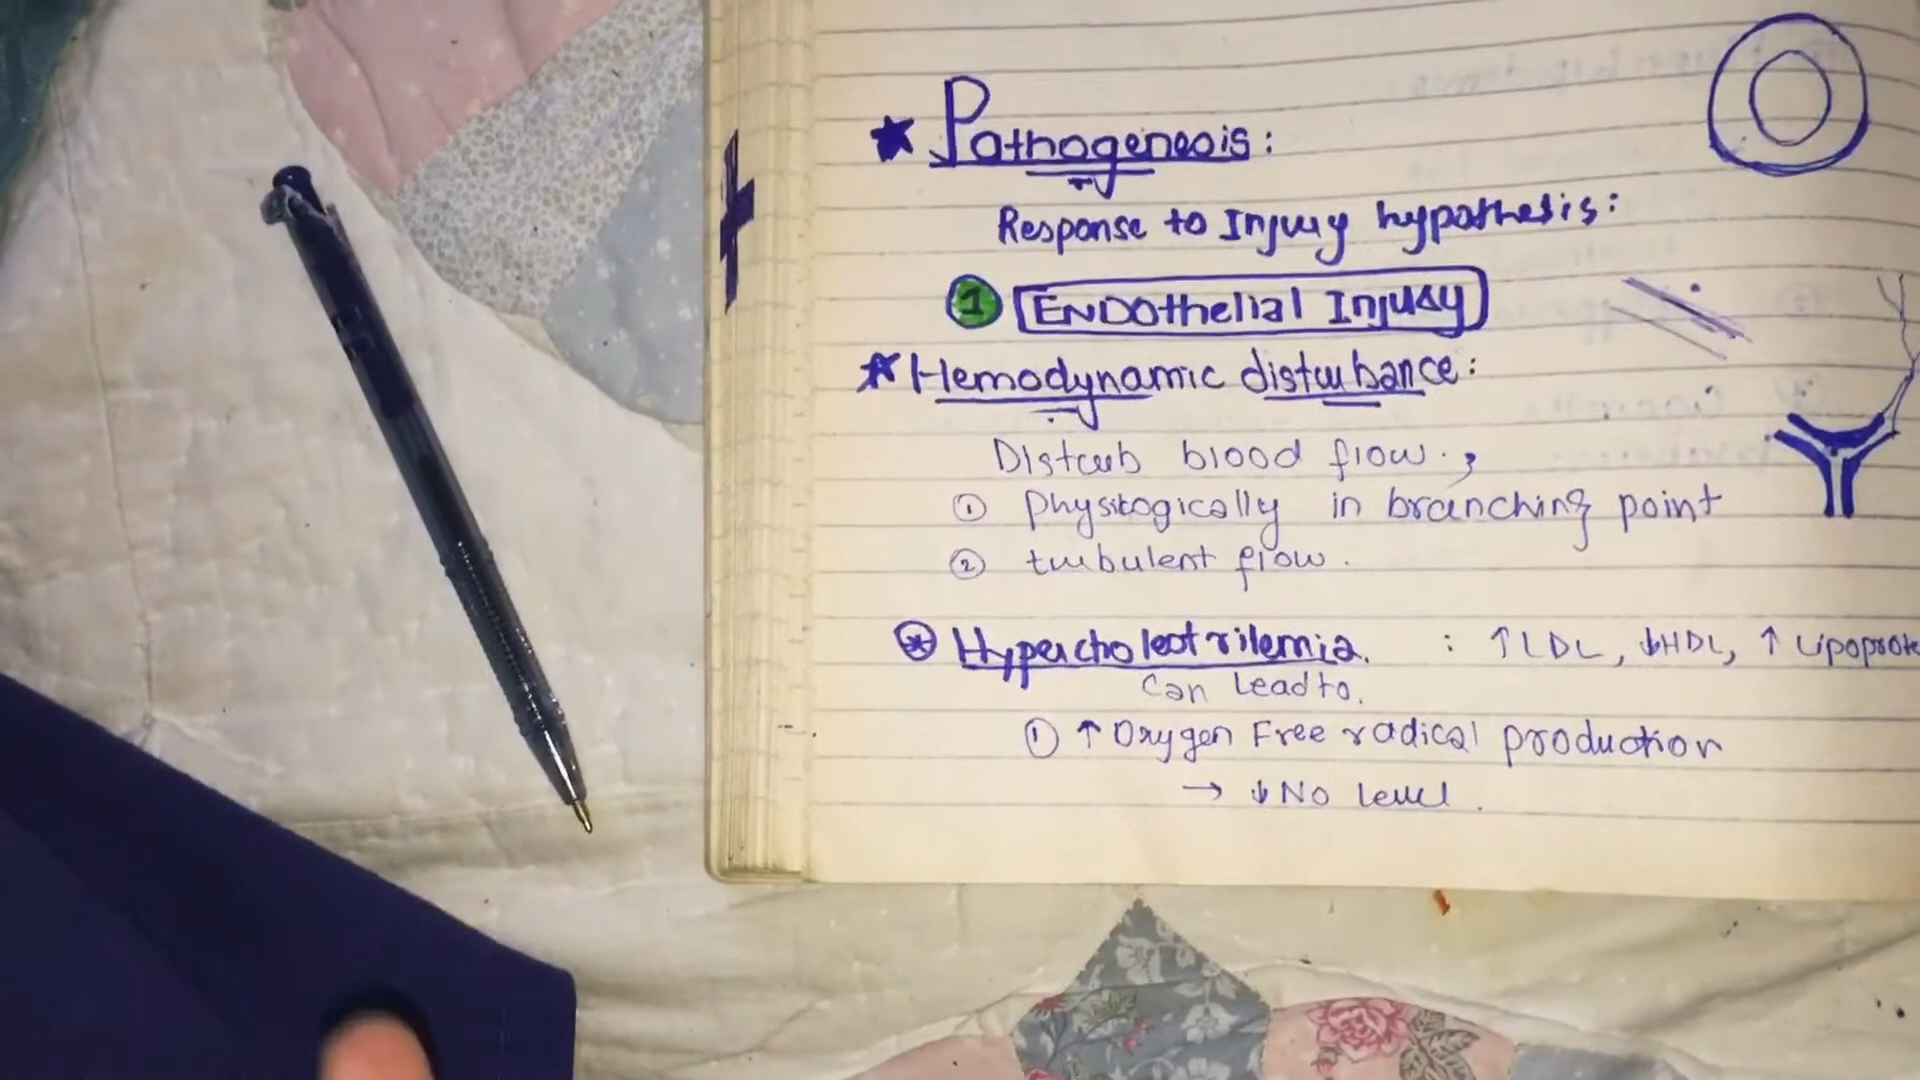 ★ Pathogenesis:
Response to Injury hypothesis:
1 ENDOthelial Injury
★ Hemodynamic disturbance:
Disturb blood flow . ,
① Physiologically in branching point
② turbulent flow .
⊛ Hypercholestrilemia. : ↑ LDL, ↓HDL, ↑ Lipoprote
can lead to.
① ↑ Oxygen Free radical production
→ ↓ No level .